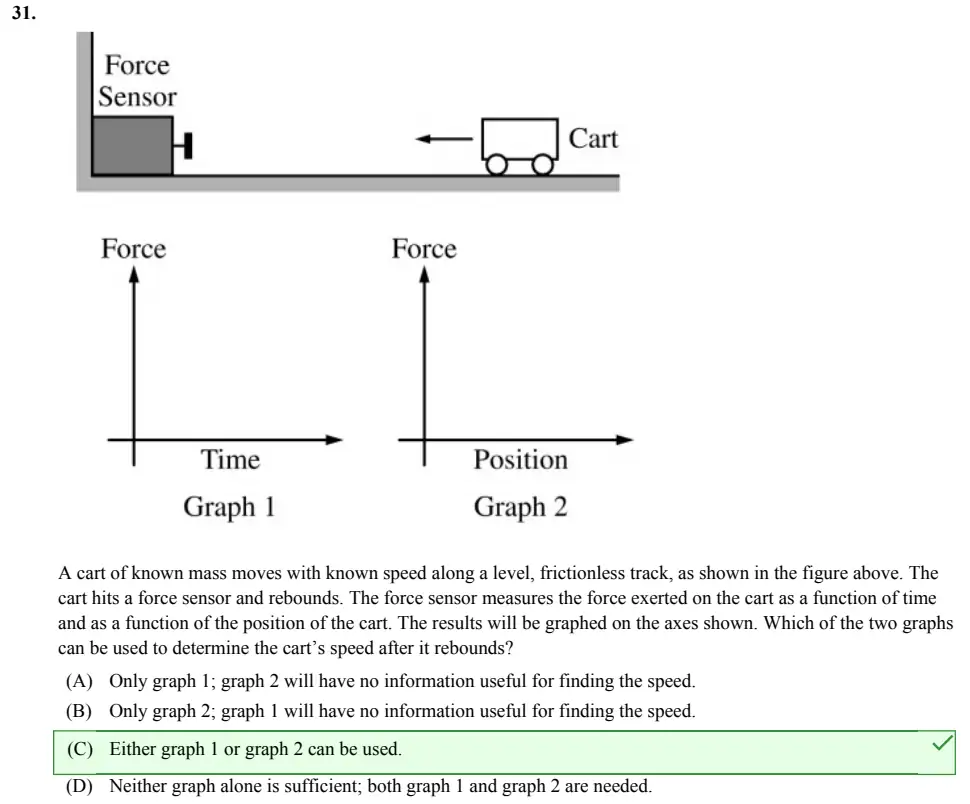 31.
Force
Sensor
Cart
Force
Force
Time
Position
Graph 1
Graph 2
A cart of known mass moves with known speed along a level, frictionless track, as shown in the figure above. The
cart hits a force sensor and rebounds. The force sensor measures the force exerted on the cart as a function of time
and as a function of the position of the cart. The results will be graphed on the axes shown. Which of the two graphs
can be used to determine the cart’s speed after it rebounds?
(A) Only graph 1; graph 2 will have no information useful for finding the speed.
(B) Only graph 2; graph 1 will have no information useful for finding the speed.
(C) Either graph 1 or graph 2 can be used.
(D) Neither graph alone is sufficient; both graph 1 and graph 2 are needed.